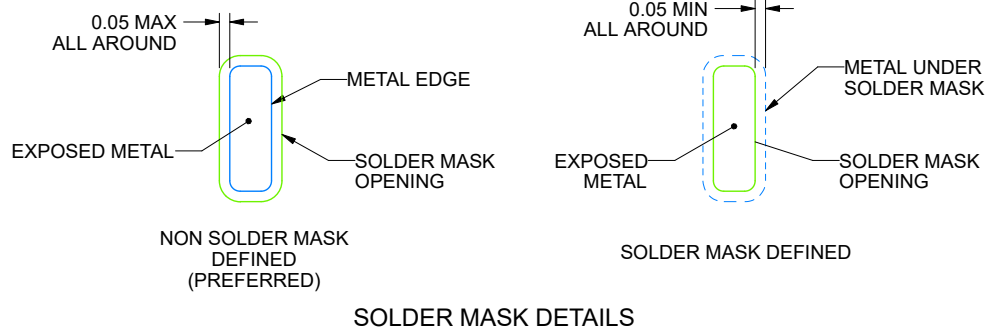 0.05 MAX
ALL AROUND
METAL EDGE
EXPOSED METAL
SOLDER MASK
OPENING
NON SOLDER MASK
DEFINED
(PREFERRED)
0.05 MIN
ALL AROUND
METAL UNDER
SOLDER MASK
EXPOSED
METAL
SOLDER MASK
OPENING
SOLDER MASK DEFINED
SOLDER MASK DETAILS